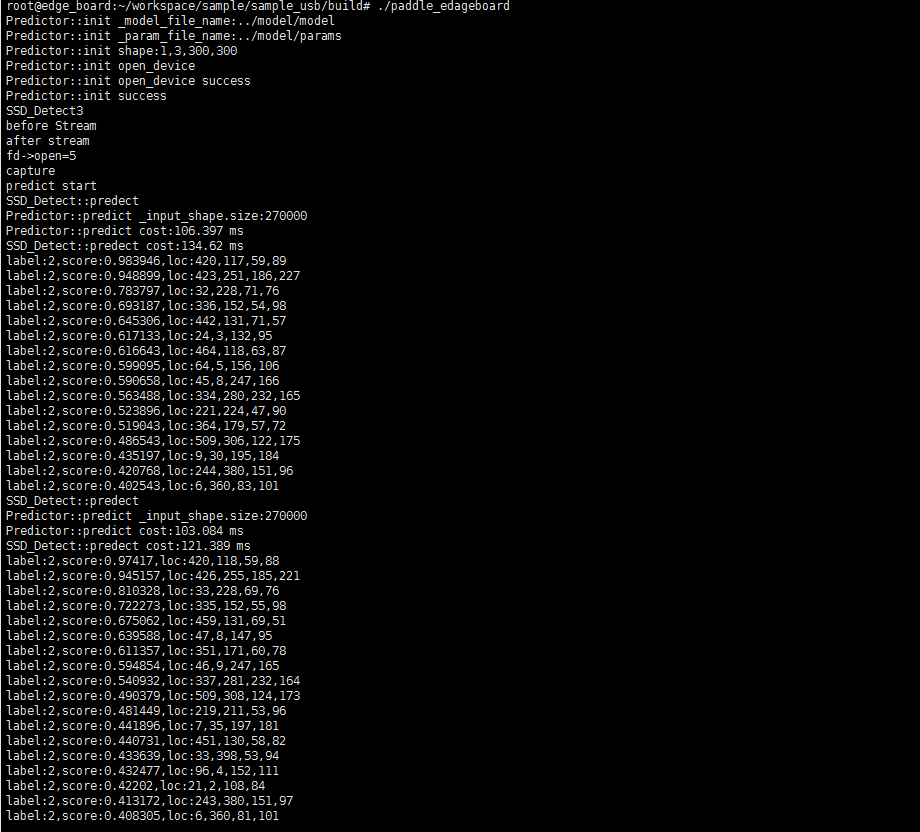 root@edge_board:~/workspace/sample/sample_usb/build# ./paddle_edageboard
Predictor::init _model_file_name:../model/model
Predictor::init _param_file_name:../model/params
Predictor::init shape:1,3,300,300
Predictor::init open_device
Predictor::init open_device success
Predictor::init success
SSD_Detect3
before Stream
after stream
fd->open=5
capture
predict start
SSD_Detect::predect
Predictor::predict _input_shape.size:270000
Predictor::predict cost:106.397 ms
SSD_Detect::predect cost:134.62 ms
label:2,score:0.983946,loc:420,117,59,89
label:2,score:0.948899,loc:423,251,186,227
label:2,score:0.783797,loc:32,228,71,76
label:2,score:0.693187,loc:336,152,54,98
label:2,score:0.645306,loc:442,131,71,57
label:2,score:0.617133,loc:24,3,132,95
label:2,score:0.616643,loc:464,118,63,87
label:2,score:0.599095,loc:64,5,156,106
label:2,score:0.590658,loc:45,8,247,166
label:2,score:0.563488,loc:334,280,232,165
label:2,score:0.523896,loc:221,224,47,90
label:2,score:0.519043,loc:364,179,57,72
label:2,score:0.486543,loc:509,306,122,175
label:2,score:0.435197,loc:9,30,195,184
label:2,score:0.420768,loc:244,380,151,96
label:2,score:0.402543,loc:6,360,83,101
SSD_Detect::predect
Predictor::predict _input_shape.size:270000
Predictor::predict cost:103.084 ms
SSD_Detect::predect cost:121.389 ms
label:2,score:0.97417,loc:420,118,59,88
label:2,score:0.945157,loc:426,255,185,221
label:2,score:0.810328,loc:33,228,69,76
label:2,score:0.722273,loc:335,152,55,98
label:2,score:0.675062,loc:459,131,69,51
label:2,score:0.639588,loc:47,8,147,95
label:2,score:0.611357,loc:351,171,60,78
label:2,score:0.594854,loc:46,9,247,165
label:2,score:0.540932,loc:337,281,232,164
label:2,score:0.490379,loc:509,308,124,173
label:2,score:0.481449,loc:219,211,53,96
label:2,score:0.441896,loc:7,35,197,181
label:2,score:0.440731,loc:451,130,58,82
label:2,score:0.433639,loc:33,398,53,94
label:2,score:0.432477,loc:96,4,152,111
label:2,score:0.42202,loc:21,2,108,84
label:2,score:0.413172,loc:243,380,151,97
label:2,score:0.408305,loc:6,360,81,101